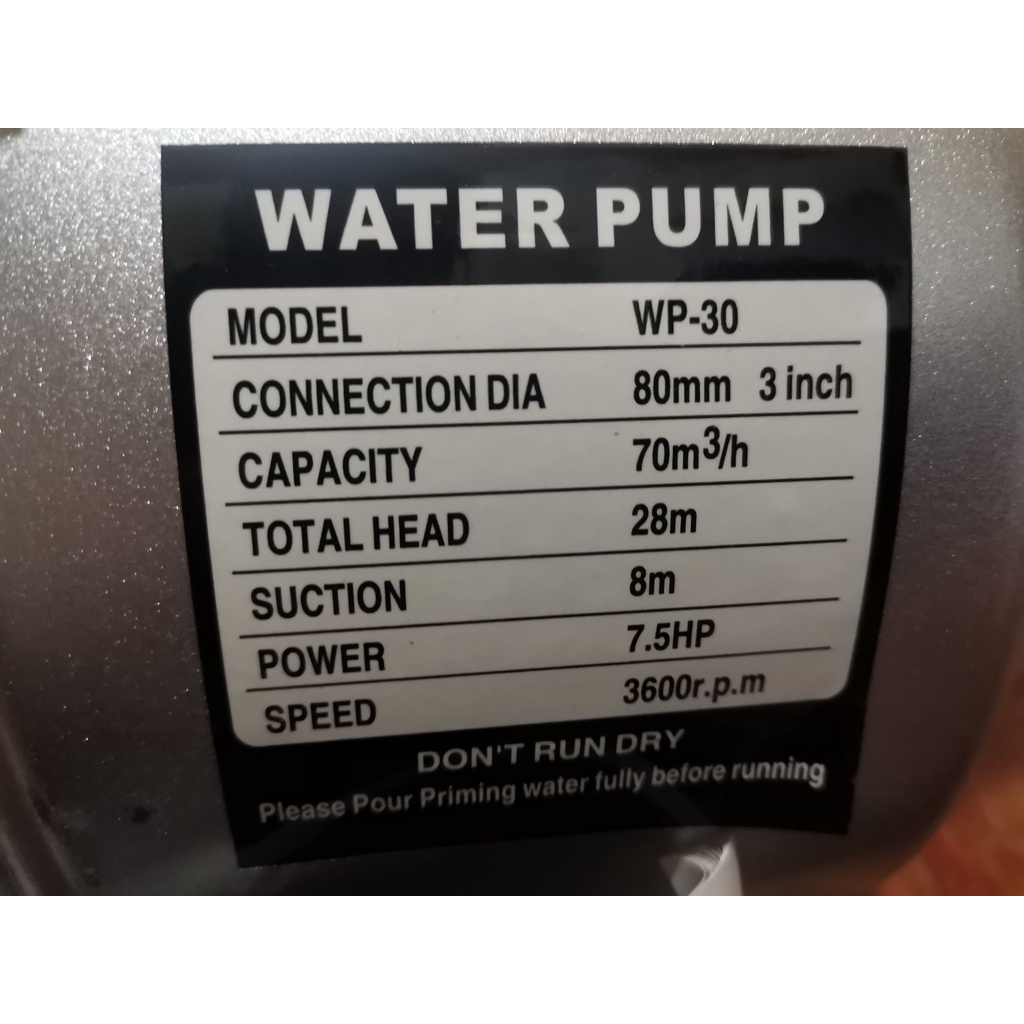 WATER PUMP
MODEL WP-30
CONNECTION DIA 80mm 3 inch
CAPACITY 70m³/h
TOTAL HEAD 28m
SUCTION 8m
POWER 7.5HP
SPEED 3600r.p.m
DON'T RUN DRY
Please Pour Priming water fully before running